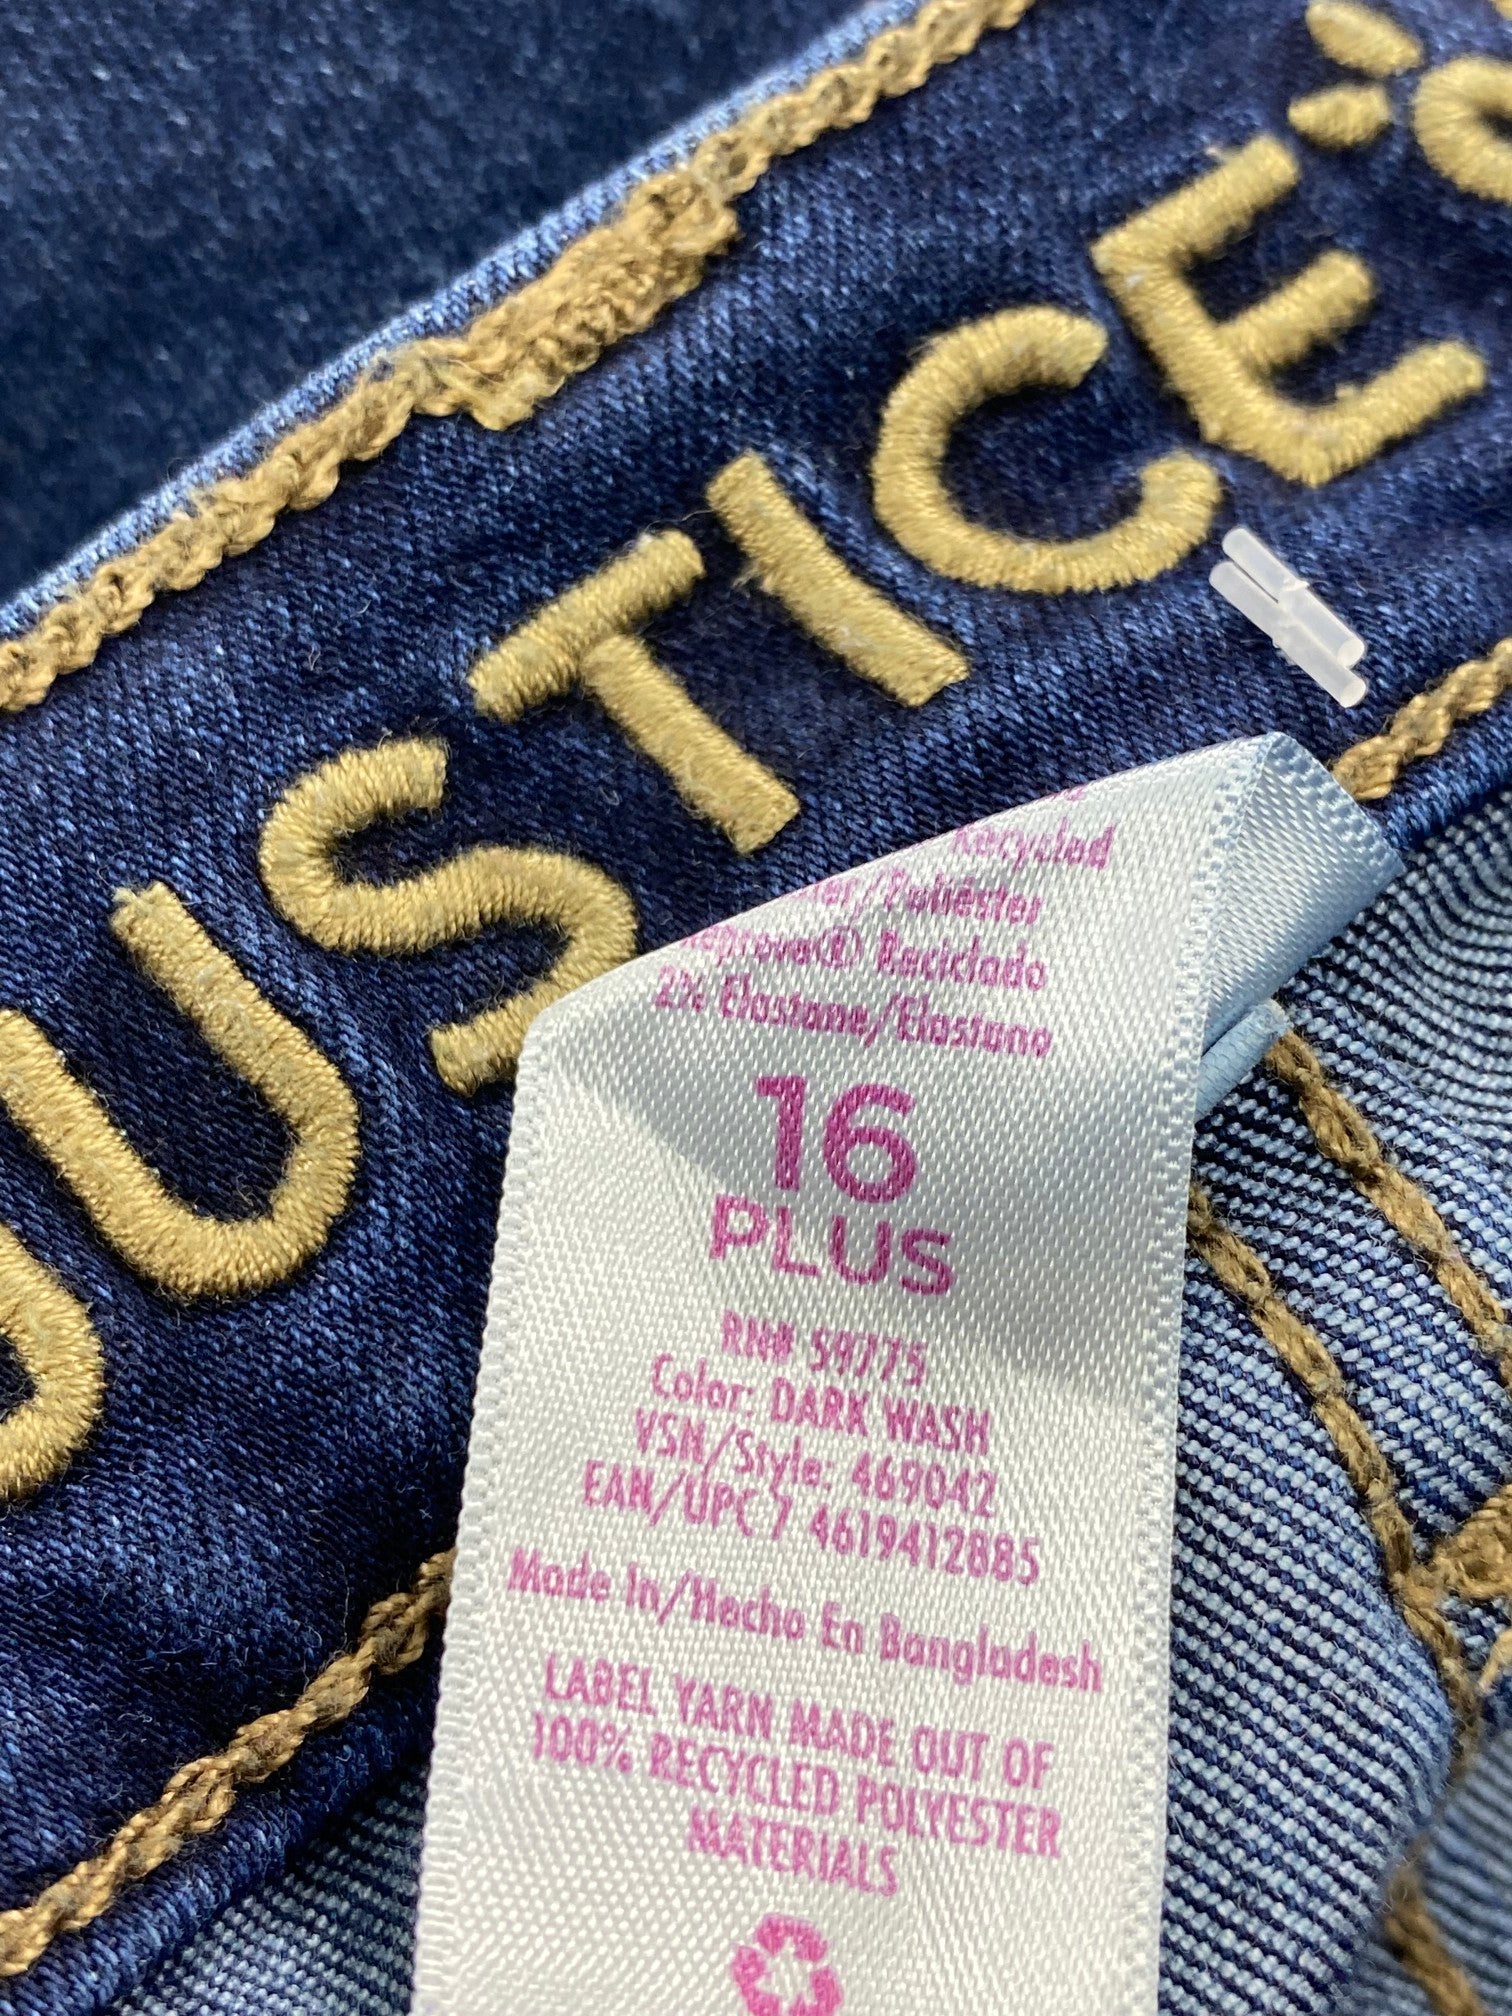 JUSTICE
Recycled
/Poliéster
Repreve® Reciclado
2% Elastane/Elastano
16
PLUS
RN# 59775
Color: DARK WASH
VSN/Style: 469042
EAN/UPC 7 4619412885
Made In/Hecho En Bangladesh
LABEL YARN MADE OUT OF
100% RECYCLED POLYESTER
MATERIALS